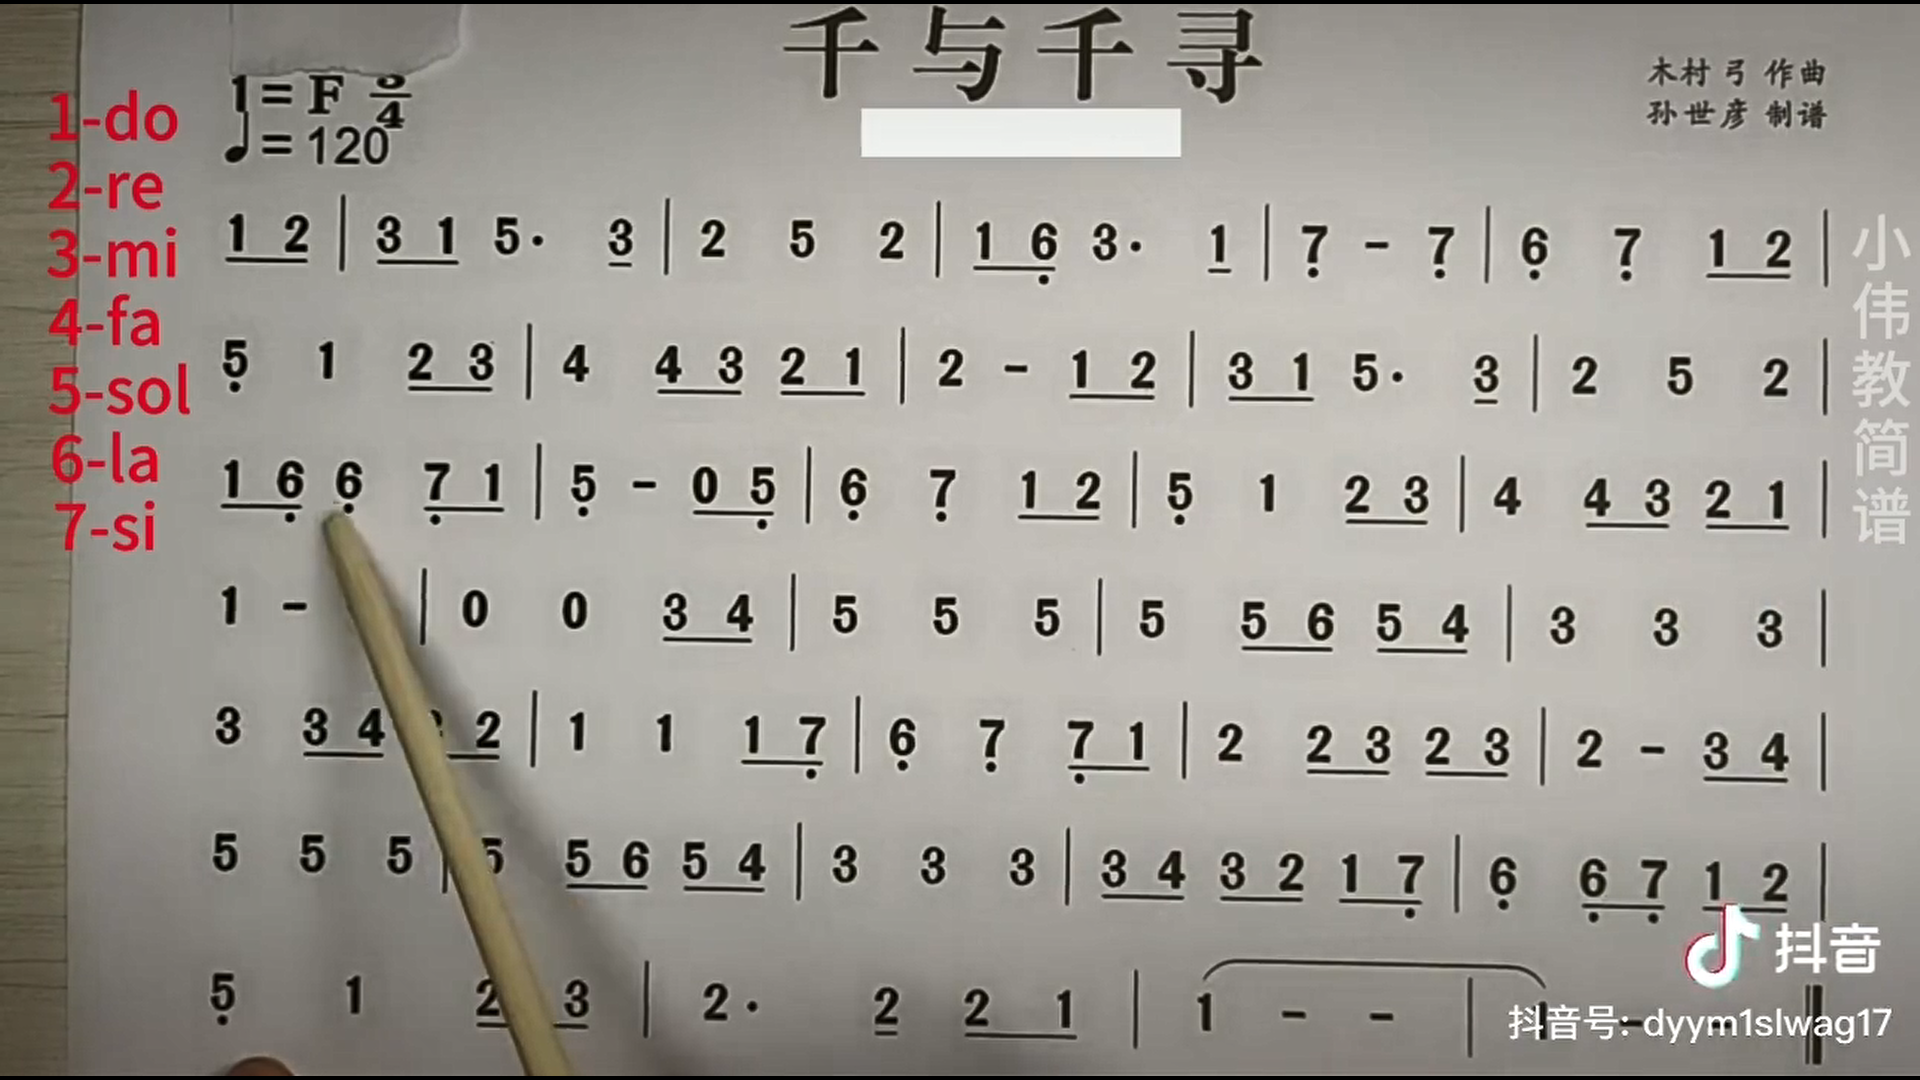 千与千寻
木村弓 作曲
孙世彦 制谱
1=F 3/4
♩=120
1-do
2-re
3-mi
4-fa
5-sol
6-la
7-si
1 2 | 3 1 5· 3 | 2 5 2 | 1 6̣ 3· 1 | 7̣ - 7̣ | 6̣ 7̣ 1 2 |
5̣ 1 2 3 | 4 4 3 2 1 | 2 - 1 2 | 3 1 5· 3 | 2 5 2 |
1 6̣ 6̣ 7̣ 1 | 5̣ - 0 5̣ | 6̣ 7̣ 1 2 | 5̣ 1 2 3 | 4 4 3 2 1 |
1 - | 0 0 3 4 | 5 5 5 | 5 5 6 5 4 | 3 3 3 |
3 3 4 2 | 1 1 1 7̣ | 6̣ 7̣ 7̣ 1 | 2 2 3 2 3 | 2 - 3 4 |
5 5 5 | 5 5 6 5 4 | 3 3 3 | 3 4 3 2 1 7̣ | 6̣ 6̣ 7̣ 1 2 |
5̣ 1 2 3 | 2· 2 2 1 | 1 - - |
小伟教简谱
抖音
抖音号: dyym1slwag17